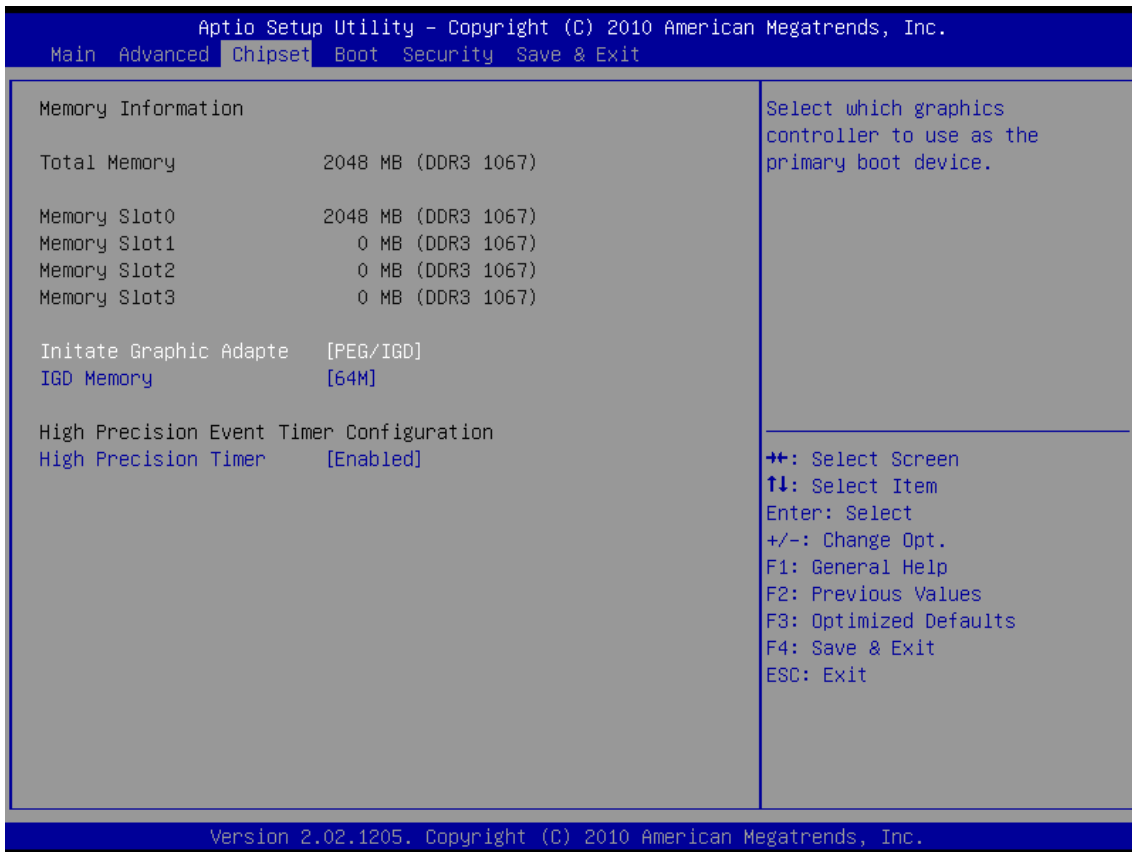 Aptio Setup Utility – Copyright (C) 2010 American Megatrends, Inc.
Main Advanced Chipset Boot Security Save & Exit
Memory Information
Total Memory 2048 MB (DDR3 1067)
Memory Slot0 2048 MB (DDR3 1067)
Memory Slot1 0 MB (DDR3 1067)
Memory Slot2 0 MB (DDR3 1067)
Memory Slot3 0 MB (DDR3 1067)
Initate Graphic Adapte [PEG/IGD]
IGD Memory [64M]
High Precision Event Timer Configuration
High Precision Timer [Enabled]
Select which graphics
controller to use as the
primary boot device.
→←: Select Screen
↑↓: Select Item
Enter: Select
+/-: Change Opt.
F1: General Help
F2: Previous Values
F3: Optimized Defaults
F4: Save & Exit
ESC: Exit
Version 2.02.1205. Copyright (C) 2010 American Megatrends, Inc.